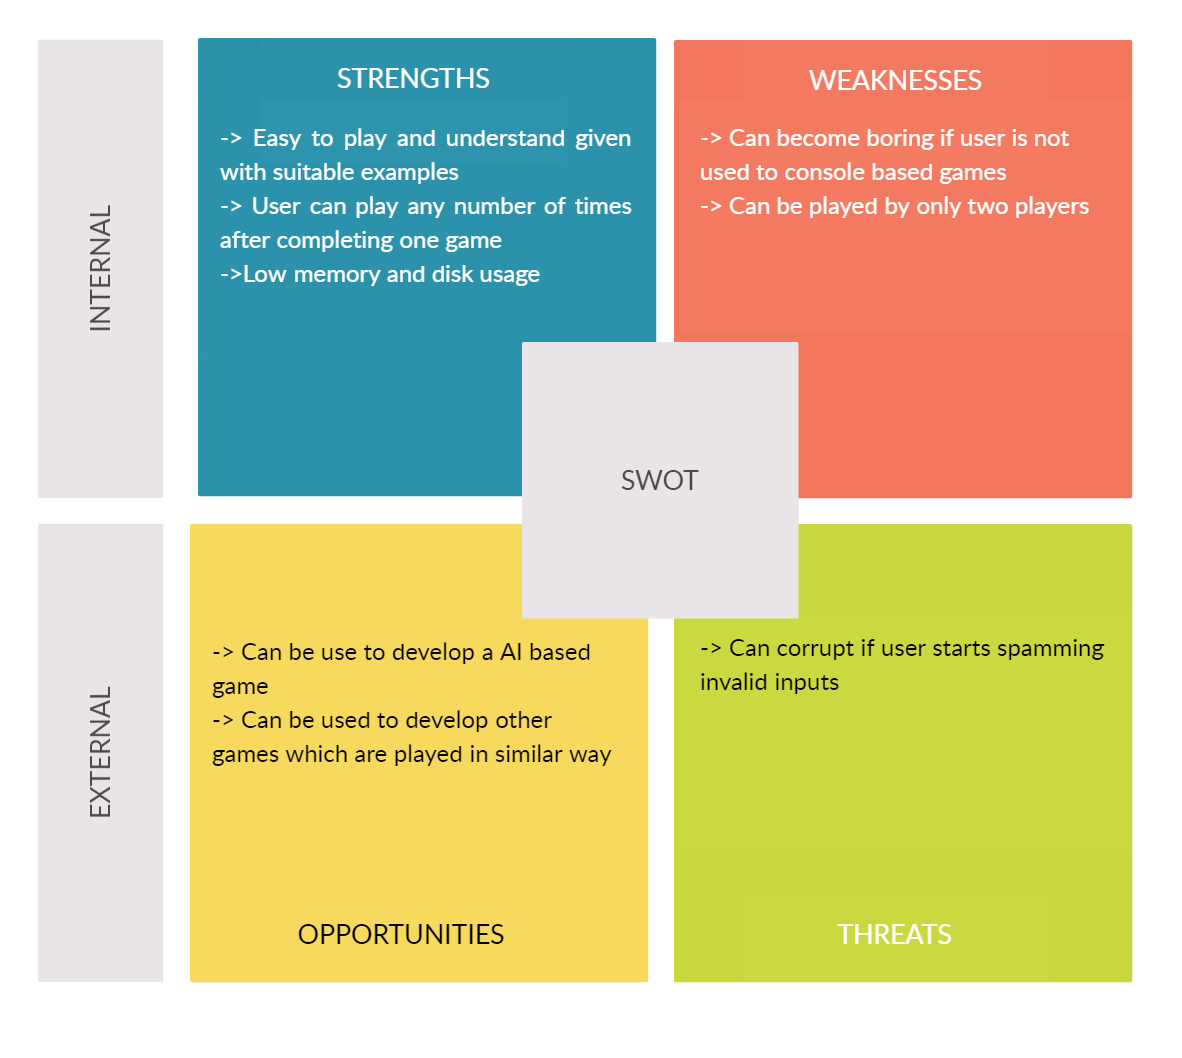 INTERNAL
STRENGTHS
-> Easy to play and understand given
with suitable examples
-> User can play any number of times
after completing one game
->Low memory and disk usage
WEAKNESSES
-> Can become boring if user is not
used to console based games
-> Can be played by only two players
SWOT
EXTERNAL
-> Can be use to develop a AI based
game
-> Can be used to develop other
games which are played in similar way
OPPORTUNITIES
-> Can corrupt if user starts spamming
invalid inputs
THREATS